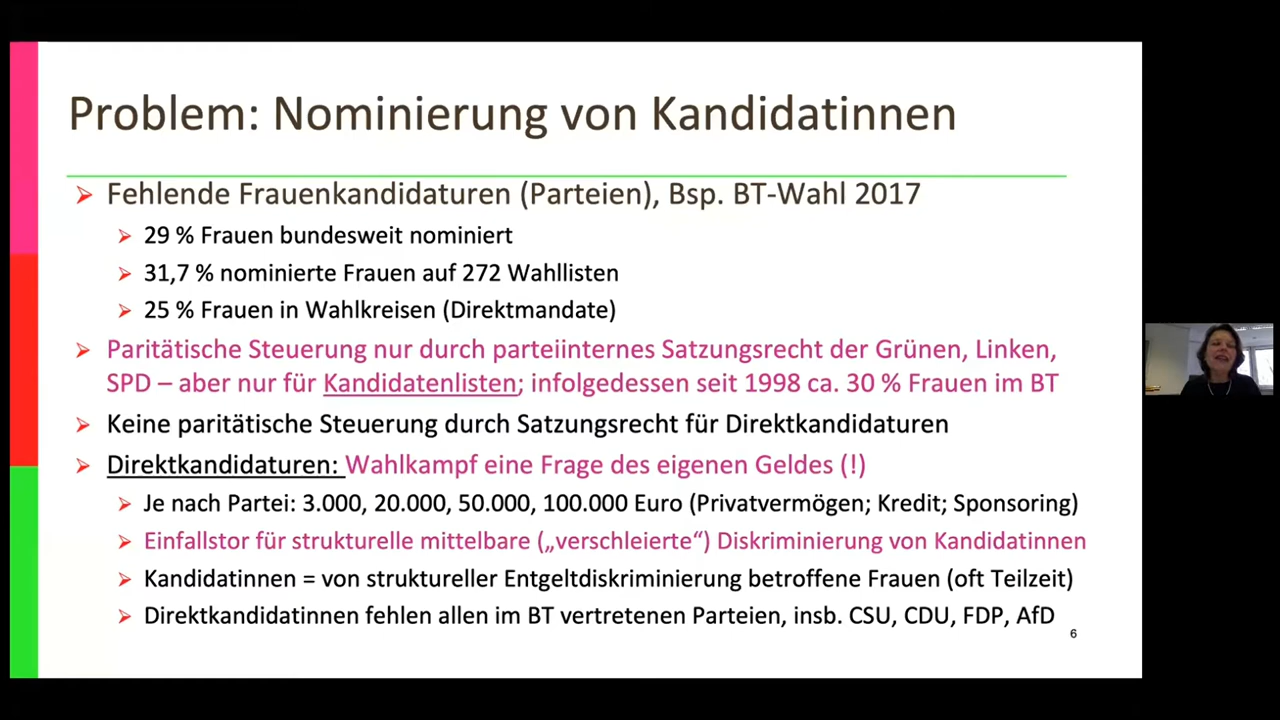 Problem: Nominierung von Kandidatinnen
Fehlende Frauenkandidaturen (Parteien), Bsp. BT-Wahl 2017
29 % Frauen bundesweit nominiert
31,7 % nominierte Frauen auf 272 Wahllisten
25 % Frauen in Wahlkreisen (Direktmandate)
Paritätische Steuerung nur durch parteiinternes Satzungsrecht der Grünen, Linken,
SPD – aber nur für Kandidatenlisten; infolgedessen seit 1998 ca. 30 % Frauen im BT
Keine paritätische Steuerung durch Satzungsrecht für Direktkandidaturen
Direktkandidaturen: Wahlkampf eine Frage des eigenen Geldes (!)
Je nach Partei: 3.000, 20.000, 50.000, 100.000 Euro (Privatvermögen; Kredit; Sponsoring)
Einfallstor für strukturelle mittelbare („verschleierte“) Diskriminierung von Kandidatinnen
Kandidatinnen = von struktureller Entgeltdiskriminierung betroffene Frauen (oft Teilzeit)
Direktkandidatinnen fehlen allen im BT vertretenen Parteien, insb. CSU, CDU, FDP, AfD
6